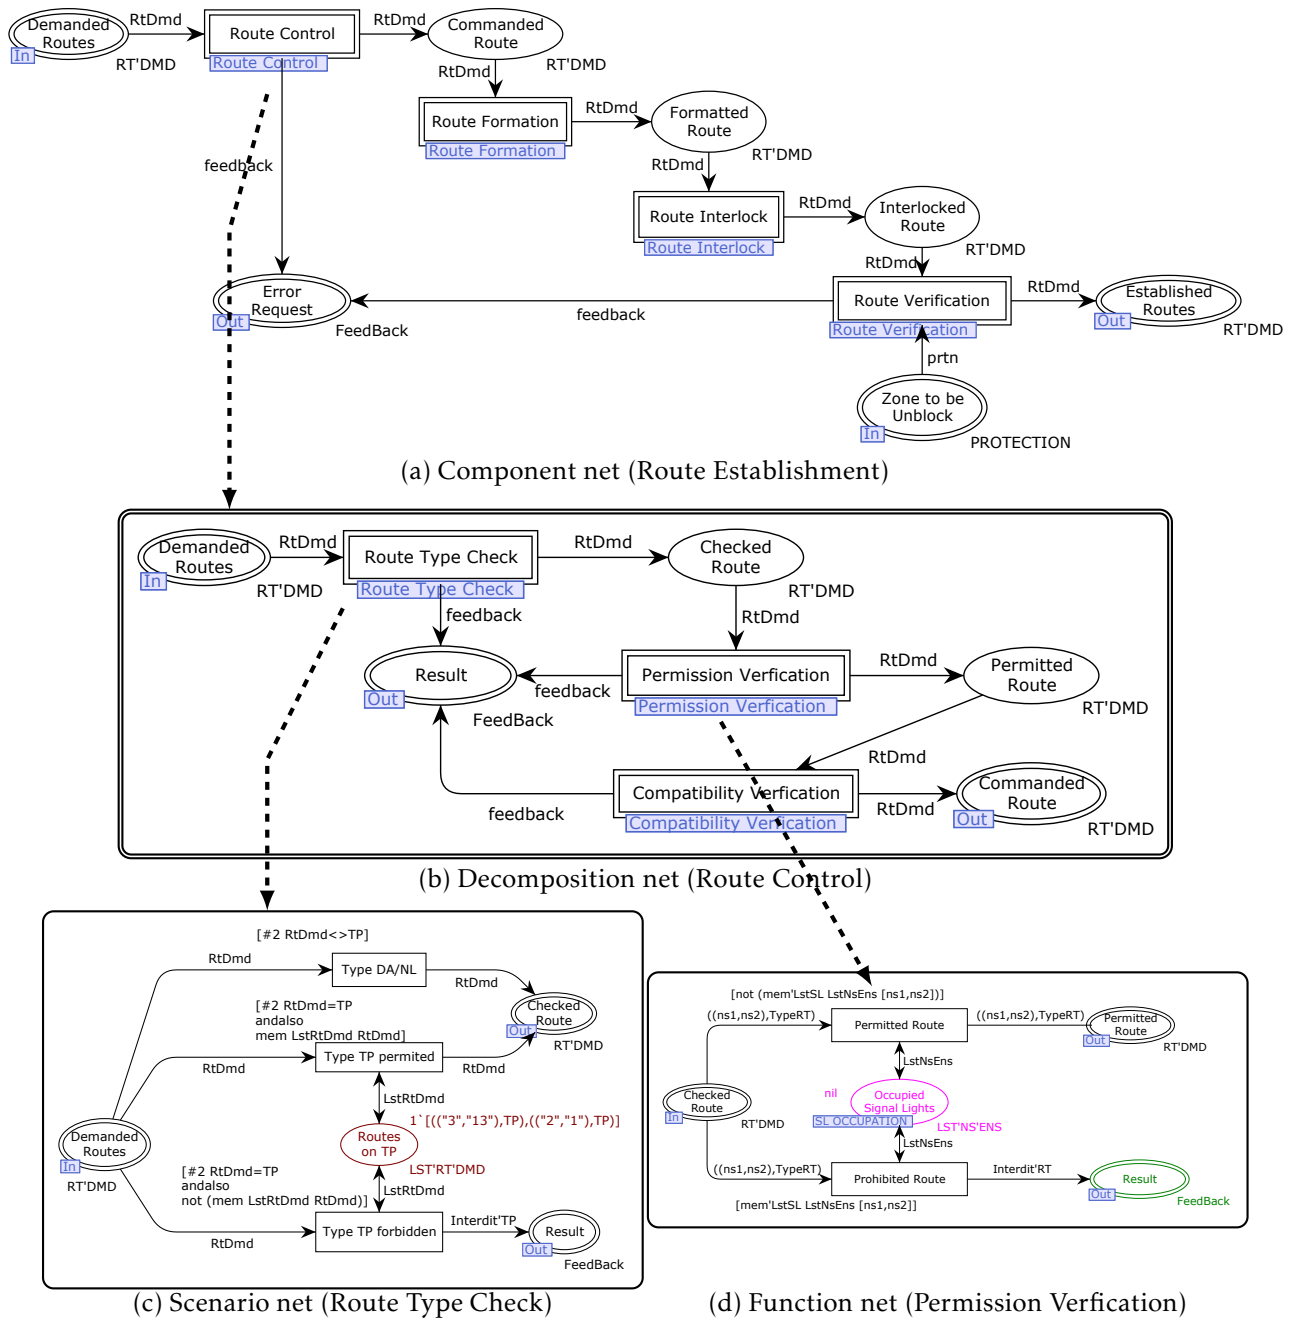 Demanded
Routes
In
RT'DMD
RtDmd
Route Control
Route Control
RtDmd
Commanded
Route
RT'DMD
RtDmd
Route Formation
Route Formation
RtDmd
Formatted
Route
RT'DMD
RtDmd
feedback
Route Interlock
Route Interlock
RtDmd
Interlocked
Route
RT'DMD
RtDmd
Error
Request
Out
FeedBack
feedback
Route Verification
Route Verification
RtDmd
Established
Routes
Out
RT'DMD
prtn
Zone to be
Unblock
In
PROTECTION
(a) Component net (Route Establishment)
Demanded
Routes
In
RT'DMD
RtDmd
Route Type Check
Route Type Check
RtDmd
Checked
Route
RT'DMD
feedback
RtDmd
Result
Out
FeedBack
feedback
Permission Verfication
Permission Verfication
RtDmd
Permitted
Route
RT'DMD
RtDmd
feedback
Compatibility Verfication
Compatibility Verfication
RtDmd
Commanded
Route
Out
RT'DMD
(b) Decomposition net (Route Control)
[#2 RtDmd<>TP]
RtDmd
Type DA/NL
RtDmd
Checked
Route
Out
RT'DMD
[#2 RtDmd=TP
andalso
mem LstRtDmd RtDmd]
RtDmd
Type TP permited
RtDmd
LstRtDmd
1`[(("3","13"),TP),(("2","1"),TP)]
Routes
on TP
LST'RT'DMD
Demanded
Routes
In
RT'DMD
[#2 RtDmd=TP
andalso
not (mem LstRtDmd RtDmd)]
LstRtDmd
RtDmd
Type TP forbidden
Interdit'TP
Result
Out
FeedBack
(c) Scenario net (Route Type Check)
[not (mem'LstSL LstNsEns [ns1,ns2])]
((ns1,ns2),TypeRT)
Permitted Route
((ns1,ns2),TypeRT)
Permitted
Route
Out
RT'DMD
LstNsEns
nil
Occupied
Signal Lights
SL OCCUPATION
LST'NS'ENS
Checked
Route
In
RT'DMD
LstNsEns
((ns1,ns2),TypeRT)
Prohibited Route
Interdit'RT
Result
Out
FeedBack
[mem'LstSL LstNsEns [ns1,ns2]]
(d) Function net (Permission Verfication)